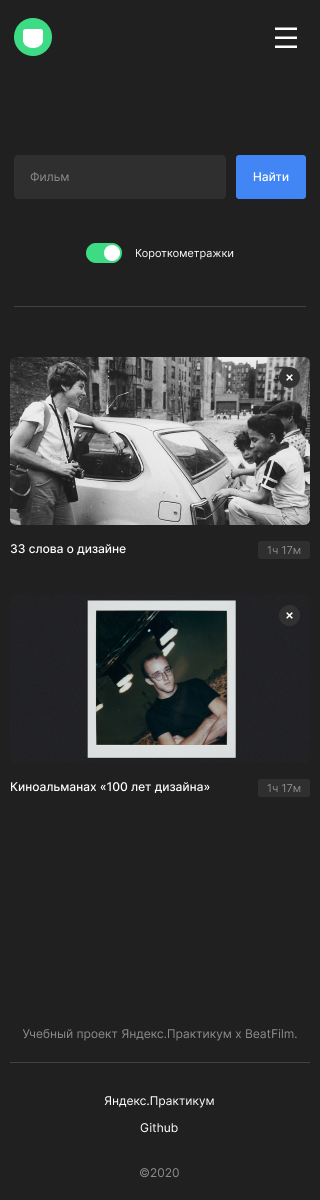 Фильм
Найти
Короткометражки
33 слова о дизайне
1ч 17м
Киноальманах «100 лет дизайна»
1ч 17м
Учебный проект Яндекс.Практикум х BeatFilm.
Яндекс.Практикум
Github
©2020